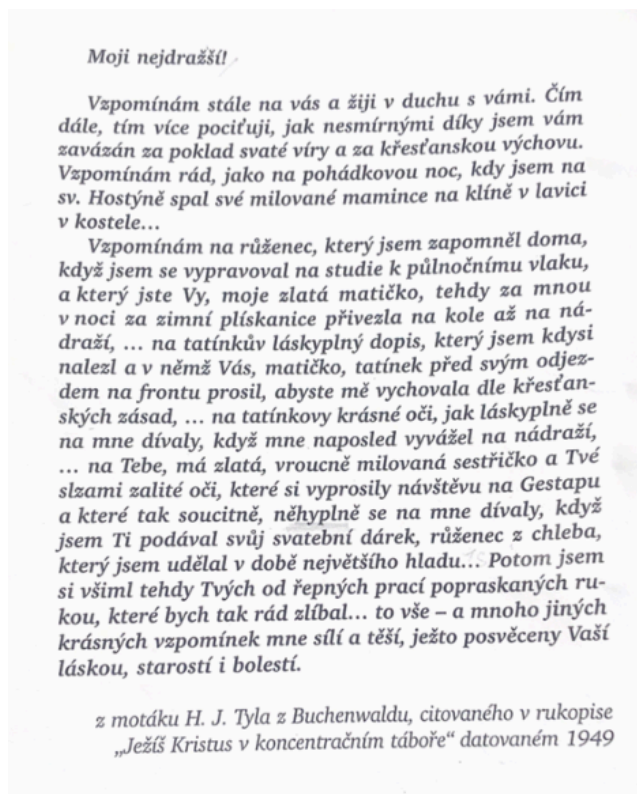 Moji nejdražší!
Vzpomínám stále na vás a žiji v duchu s vámi. Čím
dále, tím více pociťuji, jak nesmírnými díky jsem vám
zavázán za poklad svaté víry a za křesťanskou výchovu.
Vzpomínám rád, jako na pohádkovou noc, kdy jsem na
sv. Hostýně spal své milované mamince na klíně v lavici
v kostele...
Vzpomínám na růženec, který jsem zapomněl doma,
když jsem se vypravoval na studie k půlnočnímu vlaku,
a který jste Vy, moje zlatá matičko, tehdy za mnou
v noci za zimní plískanice přivezla na kole až na ná-
draží, ... na tatínkův láskyplný dopis, který jsem kdysi
nalezl a v němž Vás, matičko, tatínek před svým odjez-
dem na frontu prosil, abyste mě vychovala dle křesťan-
ských zásad, ... na tatínkovy krásné oči, jak láskyplně se
na mne dívaly, když mne naposled vyvážel na nádraží,
... na Tebe, má zlatá, vroucně milovaná sestřičko a Tvé
slzami zalité oči, které si vyprosily návštěvu na Gestapu
a které tak soucitně, něhyplně se na mne dívaly, když
jsem Ti podával svůj svatební dárek, růženec z chleba,
který jsem udělal v době největšího hladu... Potom jsem
si všiml tehdy Tvých od řepných prací popraskaných ru-
kou, které bych tak rád zlíbal... to vše – a mnoho jiných
krásných vzpomínek mne sílí a těší, ježto posvěceny Vaší
láskou, starostí i bolestí.
z motáku H. J. Tyla z Buchenwaldu, citovaného v rukopise
„Ježíš Kristus v koncentračním táboře“ datovaném 1949